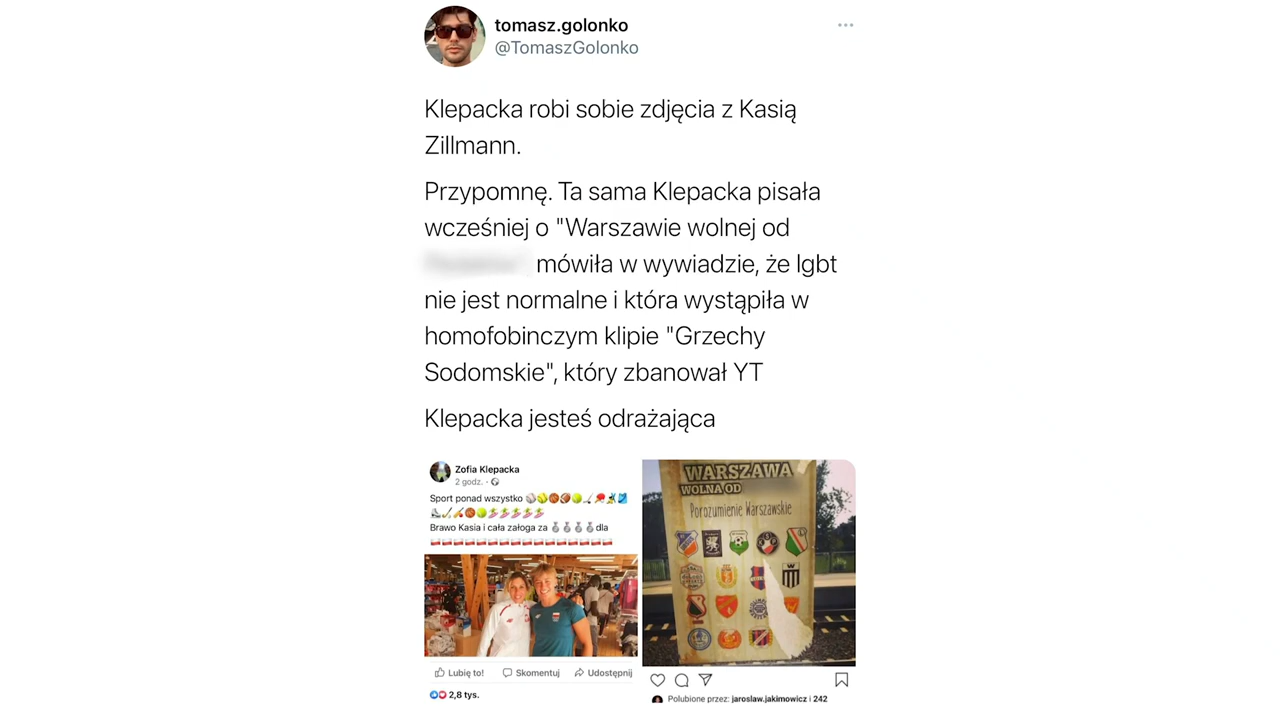 tomasz.golonko
@TomaszGolonko
Klepacka robi sobie zdjęcia z Kasią
Zillmann.
Przypomnę. Ta sama Klepacka pisała
wcześniej o "Warszawie wolnej od
mówiła w wywiadzie, że lgbt
nie jest normalne i która wystąpiła w
homofobinczym klipie "Grzechy
Sodomskie", który zbanował YT
Klepacka jesteś odrażająca
Zofia Klepacka
2 godz.
Sport ponad wszystko
Brawo Kasia i cała załoga za dla
Lubię to! Skomentuj Udostępnij
2,8 tys.
WARSZAWA
WOLNA OD
Porozumienie Warszawskie
Polubione przez: jaroslaw.jakimowicz i 242